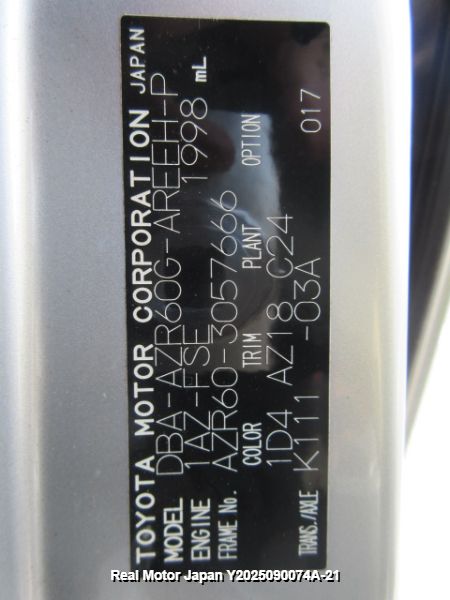 TOYOTA MOTOR CORPORATION JAPAN
MODEL DBA-AZR60G-AREEH-P
ENGINE 1AZ-FSE 1998 mL
FRAME No. AZR60-3057666
COLOR TRIM PLANT OPTION
1D4 AZ18 C24
TRANS./AXLE K111 -03A 017
Real Motor Japan Y2025090074A-21